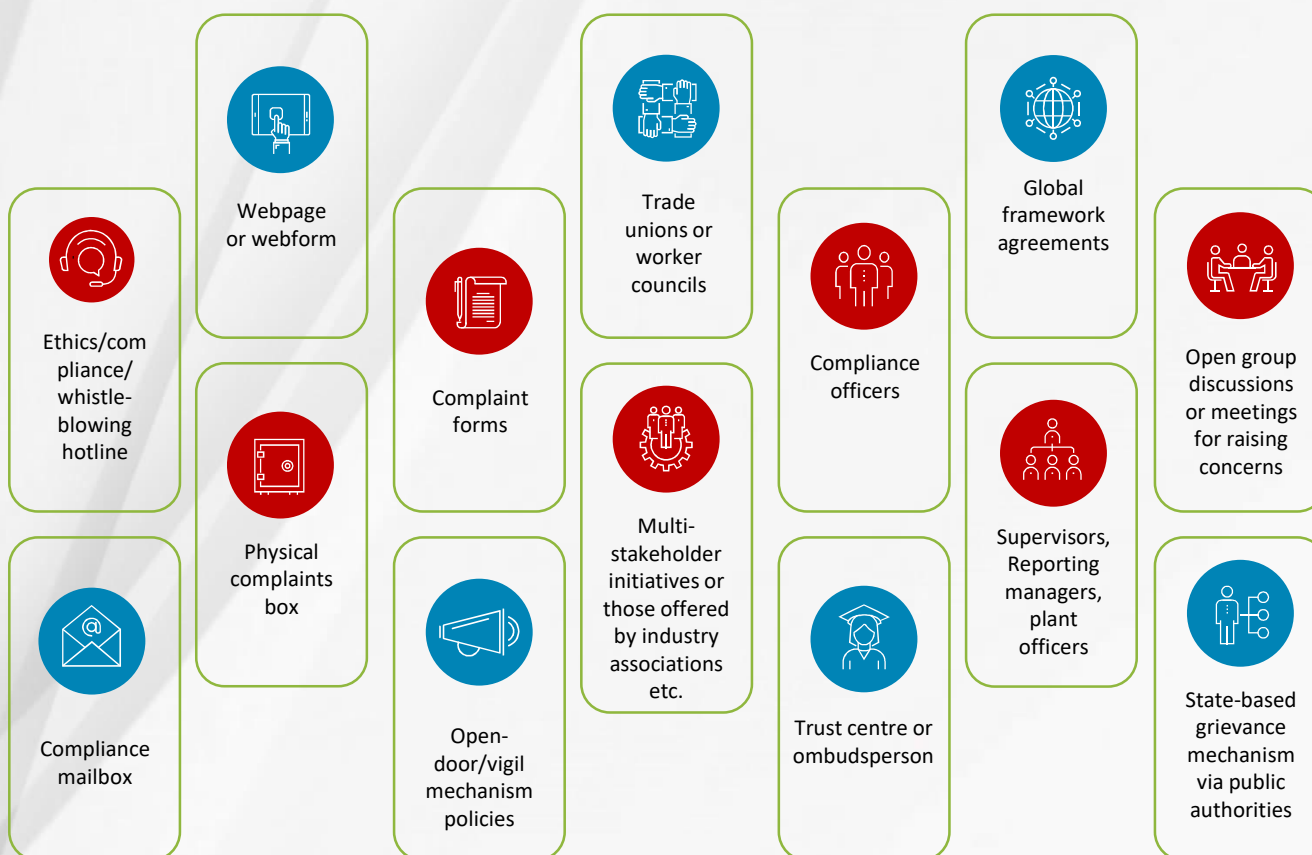 Ethics/com
pliance/
whistle-
blowing
hotline
Compliance
mailbox
Webpage
or webform
Physical
complaints
box
Complaint
forms
Open-
door/vigil
mechanism
policies
Trade
unions or
worker
councils
Multi-
stakeholder
initiatives or
those offered
by industry
associations
etc.
Compliance
officers
Trust centre or
ombudsperson
Global
framework
agreements
Supervisors,
Reporting
managers,
plant
officers
Open group
discussions
or meetings
for raising
concerns
State-based
grievance
mechanism
via public
authorities
@